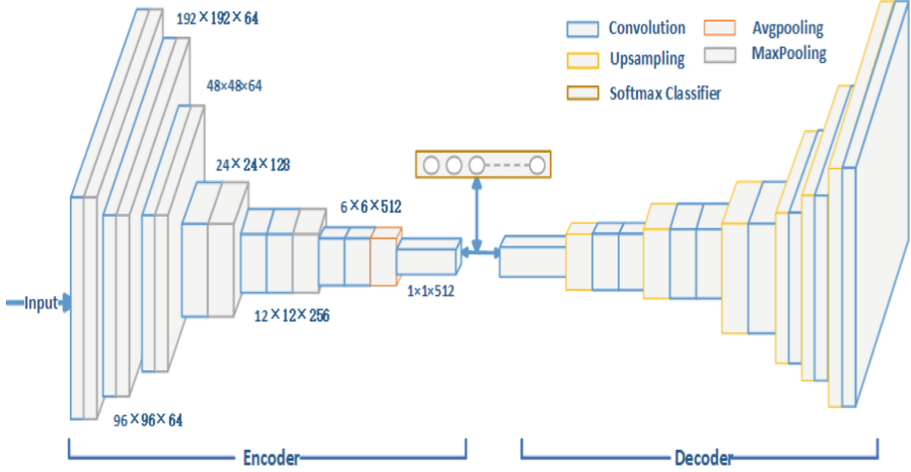 192×192×64
Convolution
Avgpooling
Upsampling
MaxPooling
Softmax Classifier
48×48×64
24×24×128
6×6×512
Input
1×1×512
12×12×256
96×96×64
Encoder
Decoder